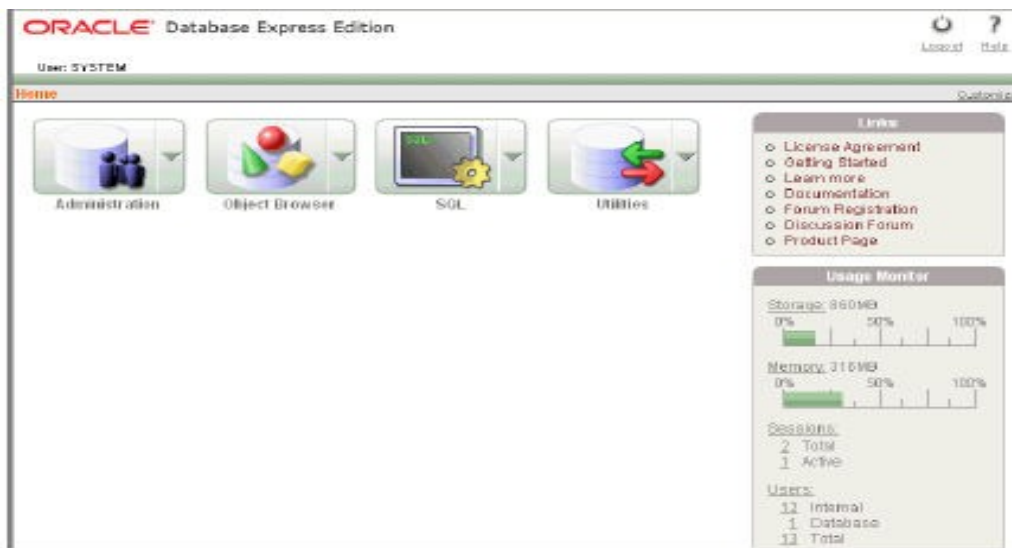 ORACLE Database Express Edition
Logout Help
User: SYSTEM
Home
Customize
Administration
Object Browser
SQL
SQL
Utilities
Links
License Agreement
Getting Started
Learn more
Documentation
Forum Registration
Discussion Forum
Product Page
Usage Monitor
Storage: 860MB
0% 50% 100%
Memory: 316MB
0% 50% 100%
Sessions:
2 Total
1 Active
Users:
12 Internal
1 Database
13 Total